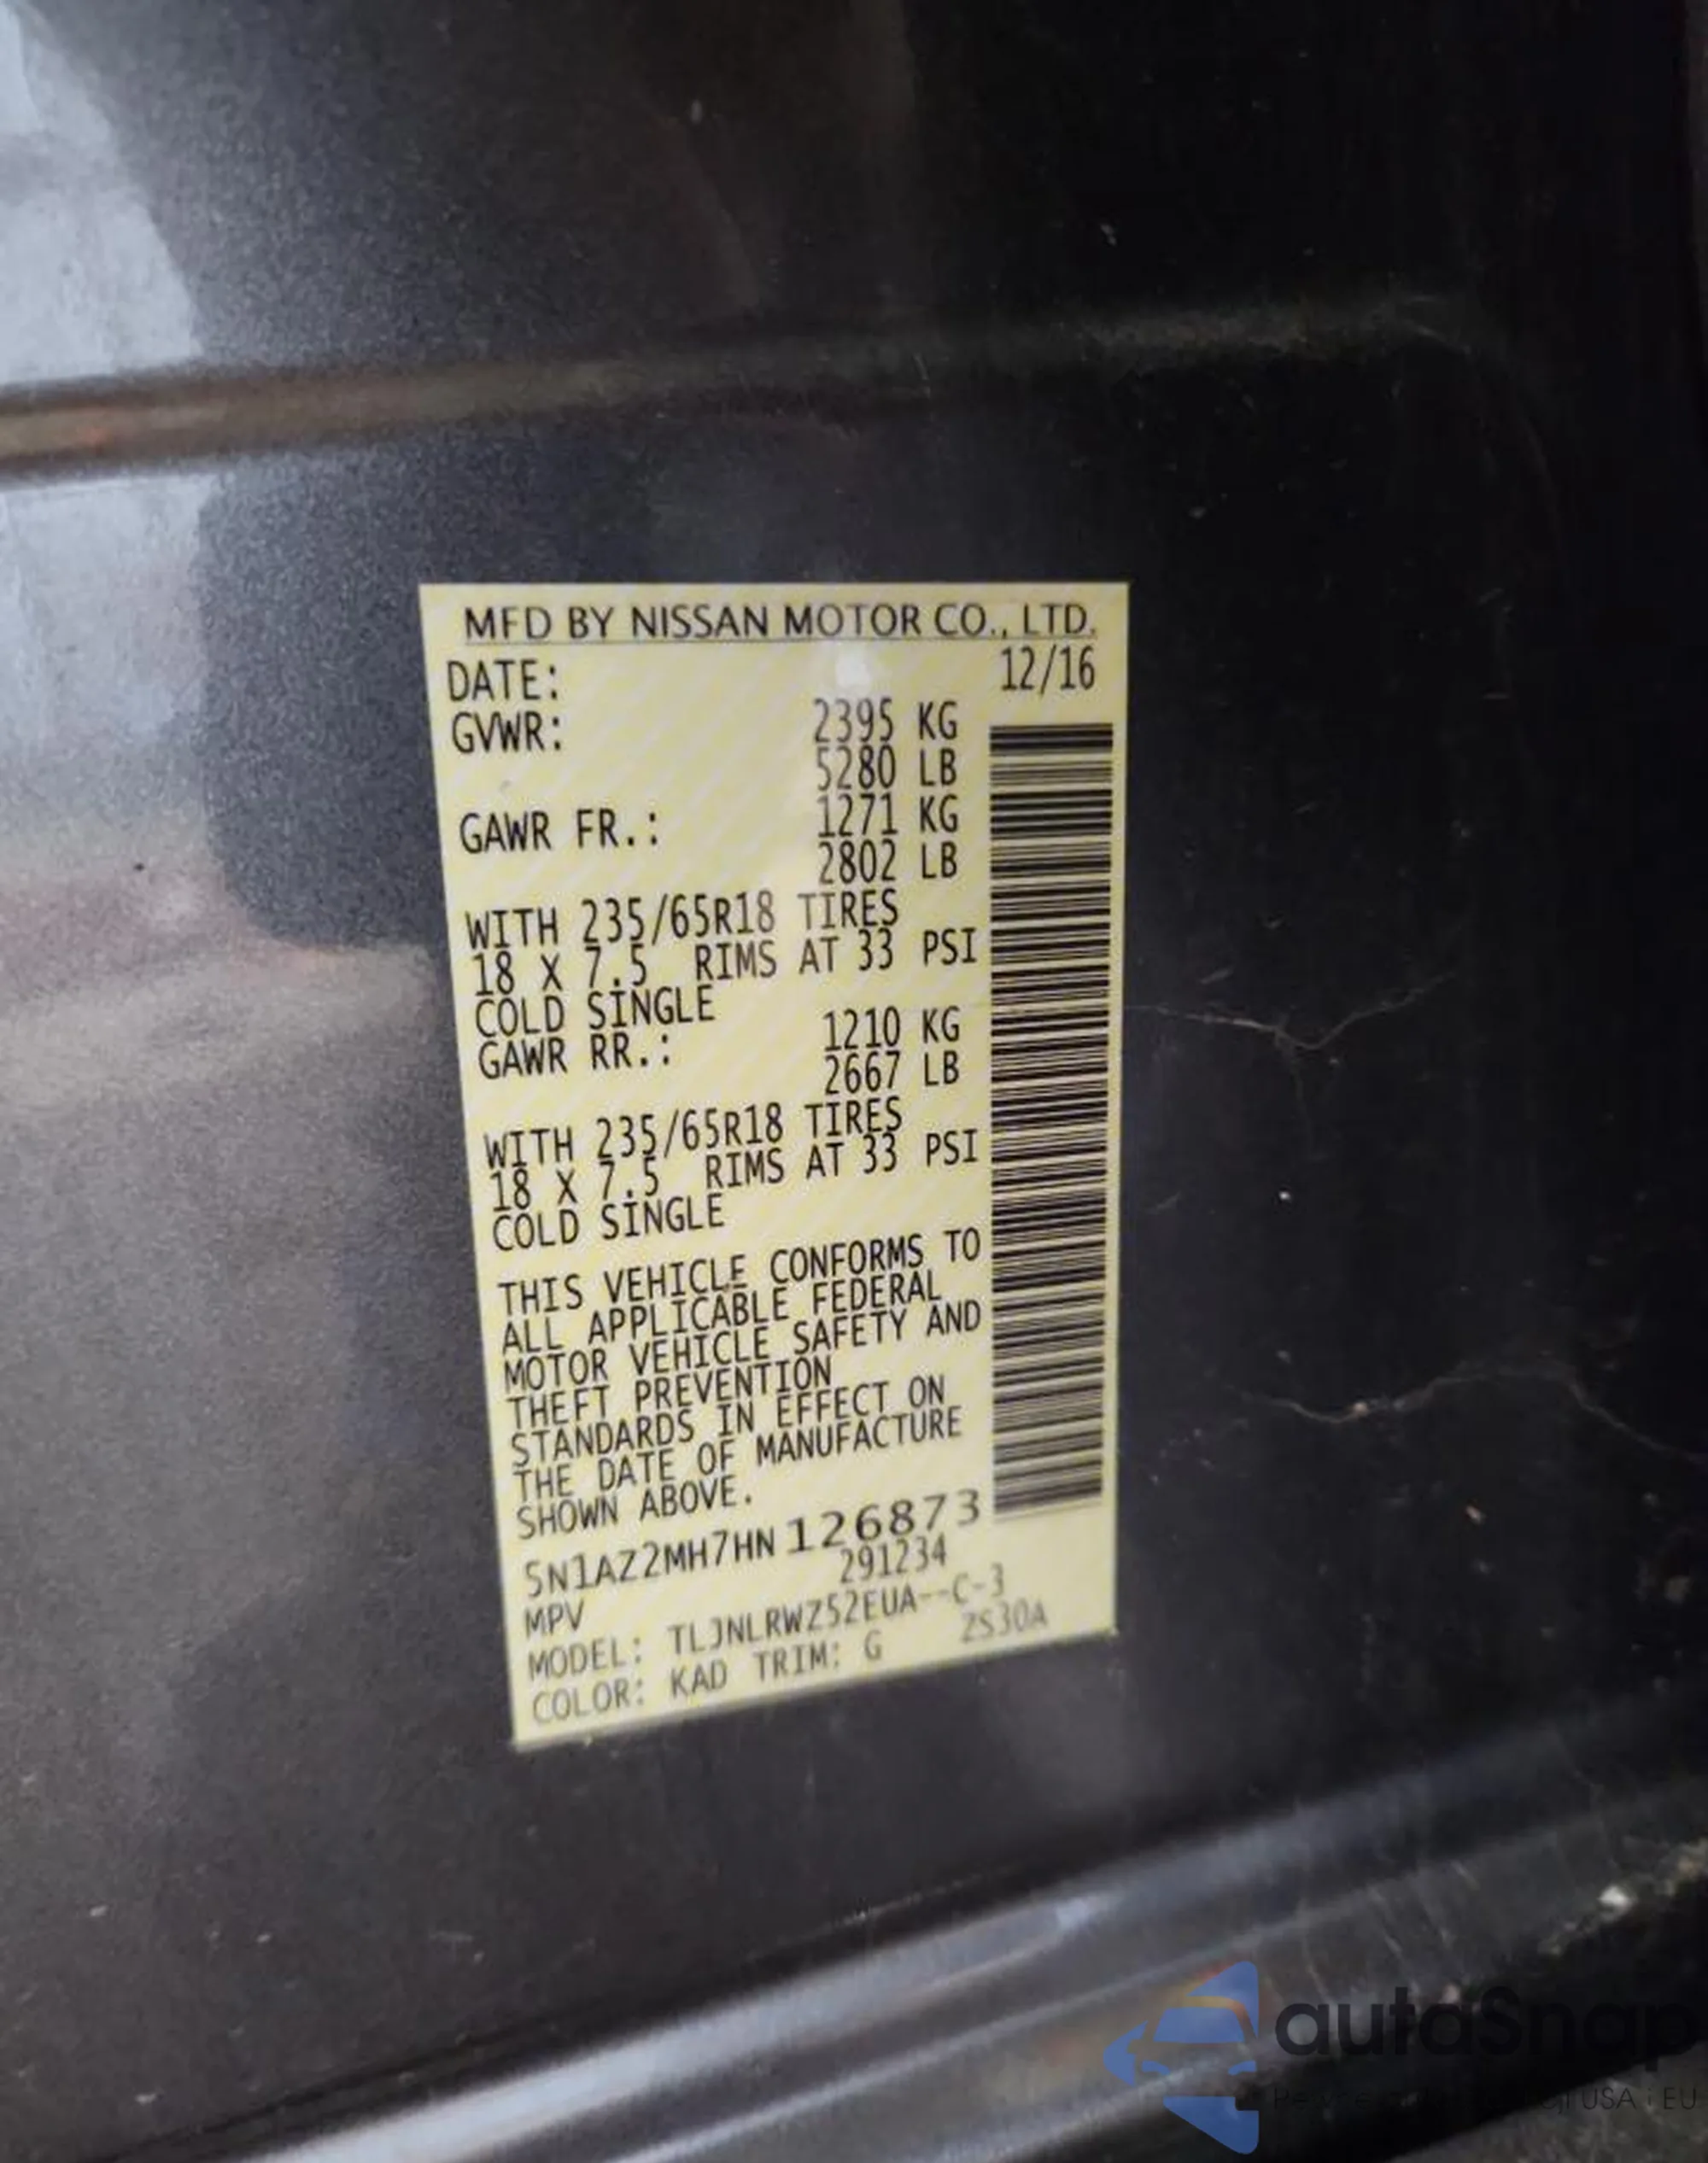 MFD BY NISSAN MOTOR CO., LTD.
DATE: 12/16
GVWR: 2395 KG
5280 LB
GAWR FR.: 1271 KG
2802 LB
WITH 235/65R18 TIRES
18 X 7.5 RIMS AT 33 PSI
COLD SINGLE
GAWR RR.: 1210 KG
2667 LB
WITH 235/65R18 TIRES
18 X 7.5 RIMS AT 33 PSI
COLD SINGLE
THIS VEHICLE CONFORMS TO
ALL APPLICABLE FEDERAL
MOTOR VEHICLE SAFETY AND
THEFT PREVENTION
STANDARDS IN EFFECT ON
THE DATE OF MANUFACTURE
SHOWN ABOVE.
5N1AZ2MH7HN126873
MPV 291234
MODEL: TLJNLRWZ52EUA--C-3
COLOR: KAD TRIM: G ZS30A
autaSnap
USA i EU